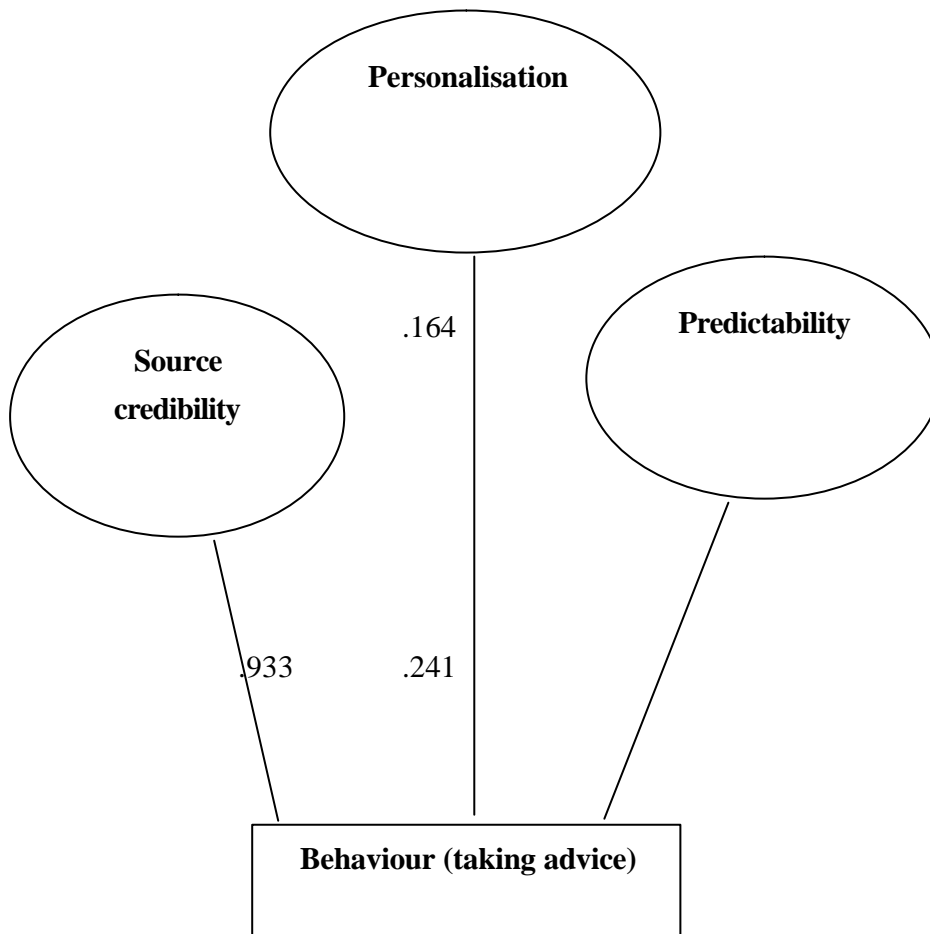 Personalisation
.164
Predictability
Source
credibility
.933
.241
Behaviour (taking advice)